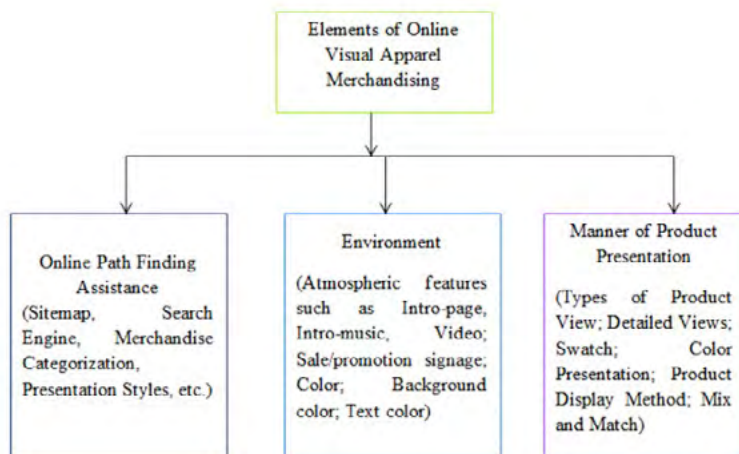 Elements of Online
Visual Apparel
Merchandising
Online Path Finding
Assistance
(Sitemap, Search
Engine, Merchandise
Categorization,
Presentation Styles, etc.)
Environment
(Atmospheric features
such as Intro-page,
Intro-music, Video;
Sale/promotion signage;
Color; Background
color; Text color)
Manner of Product
Presentation
(Types of Product
View; Detailed Views;
Swatch; Color
Presentation; Product
Display Method; Mix
and Match)